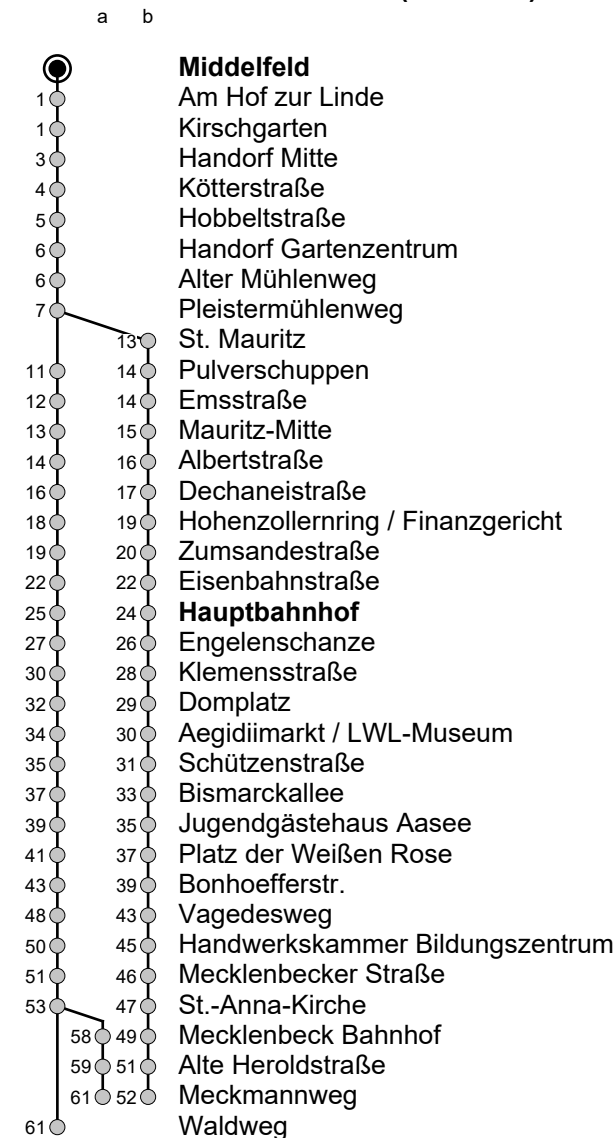 a b
Middelfeld
1 Am Hof zur Linde
1 Kirschgarten
3 Handorf Mitte
4 Kötterstraße
5 Hobbeltstraße
6 Handorf Gartenzentrum
6 Alter Mühlenweg
7 Pleistermühlenweg
13 St. Mauritz
11 14 Pulverschuppen
12 14 Emsstraße
13 15 Mauritz-Mitte
14 16 Albertstraße
16 17 Dechaneistraße
18 19 Hohenzollernring / Finanzgericht
19 20 Zumsandestraße
22 22 Eisenbahnstraße
25 24 Hauptbahnhof
27 26 Engelenschanze
30 28 Klemensstraße
32 29 Domplatz
34 30 Aegidiimarkt / LWL-Museum
35 31 Schützenstraße
37 33 Bismarckallee
39 35 Jugendgästehaus Aasee
41 37 Platz der Weißen Rose
43 39 Bonhoefferstr.
48 43 Vagedesweg
50 45 Handwerkskammer Bildungszentrum
51 46 Mecklenbecker Straße
53 47 St.-Anna-Kirche
58 49 Mecklenbeck Bahnhof
59 51 Alte Heroldstraße
61 52 Meckmannweg
61 Waldweg